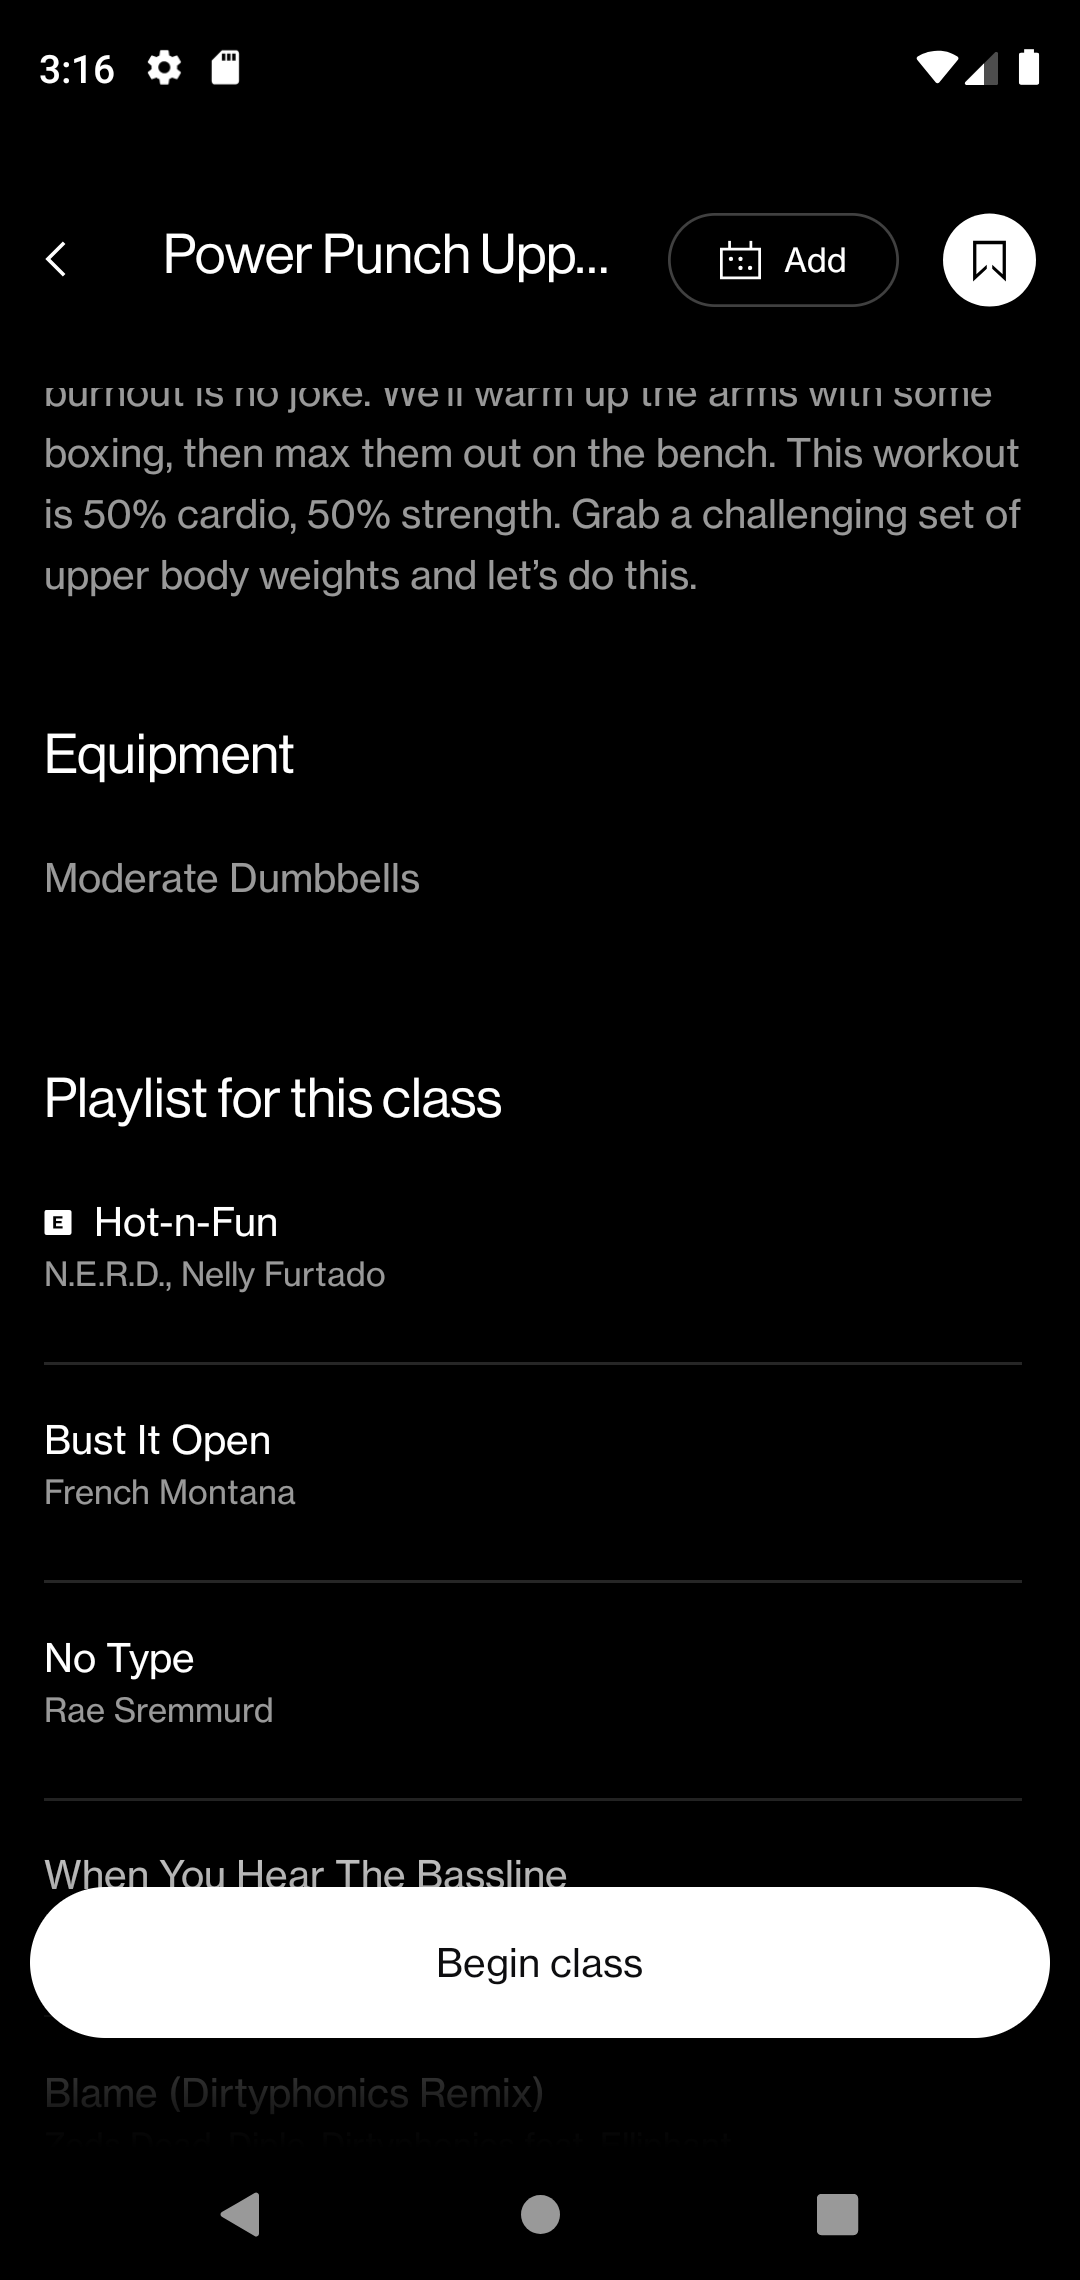 3:16
Power Punch Upp...
Add
burnout is no joke. We'll warm up the arms with some
boxing, then max them out on the bench. This workout
is 50% cardio, 50% strength. Grab a challenging set of
upper body weights and let’s do this.
Equipment
Moderate Dumbbells
Playlist for this class
E Hot-n-Fun
N.E.R.D., Nelly Furtado
Bust It Open
French Montana
No Type
Rae Sremmurd
When You Hear The Bassline
Begin class
Blame (Dirtyphonics Remix)